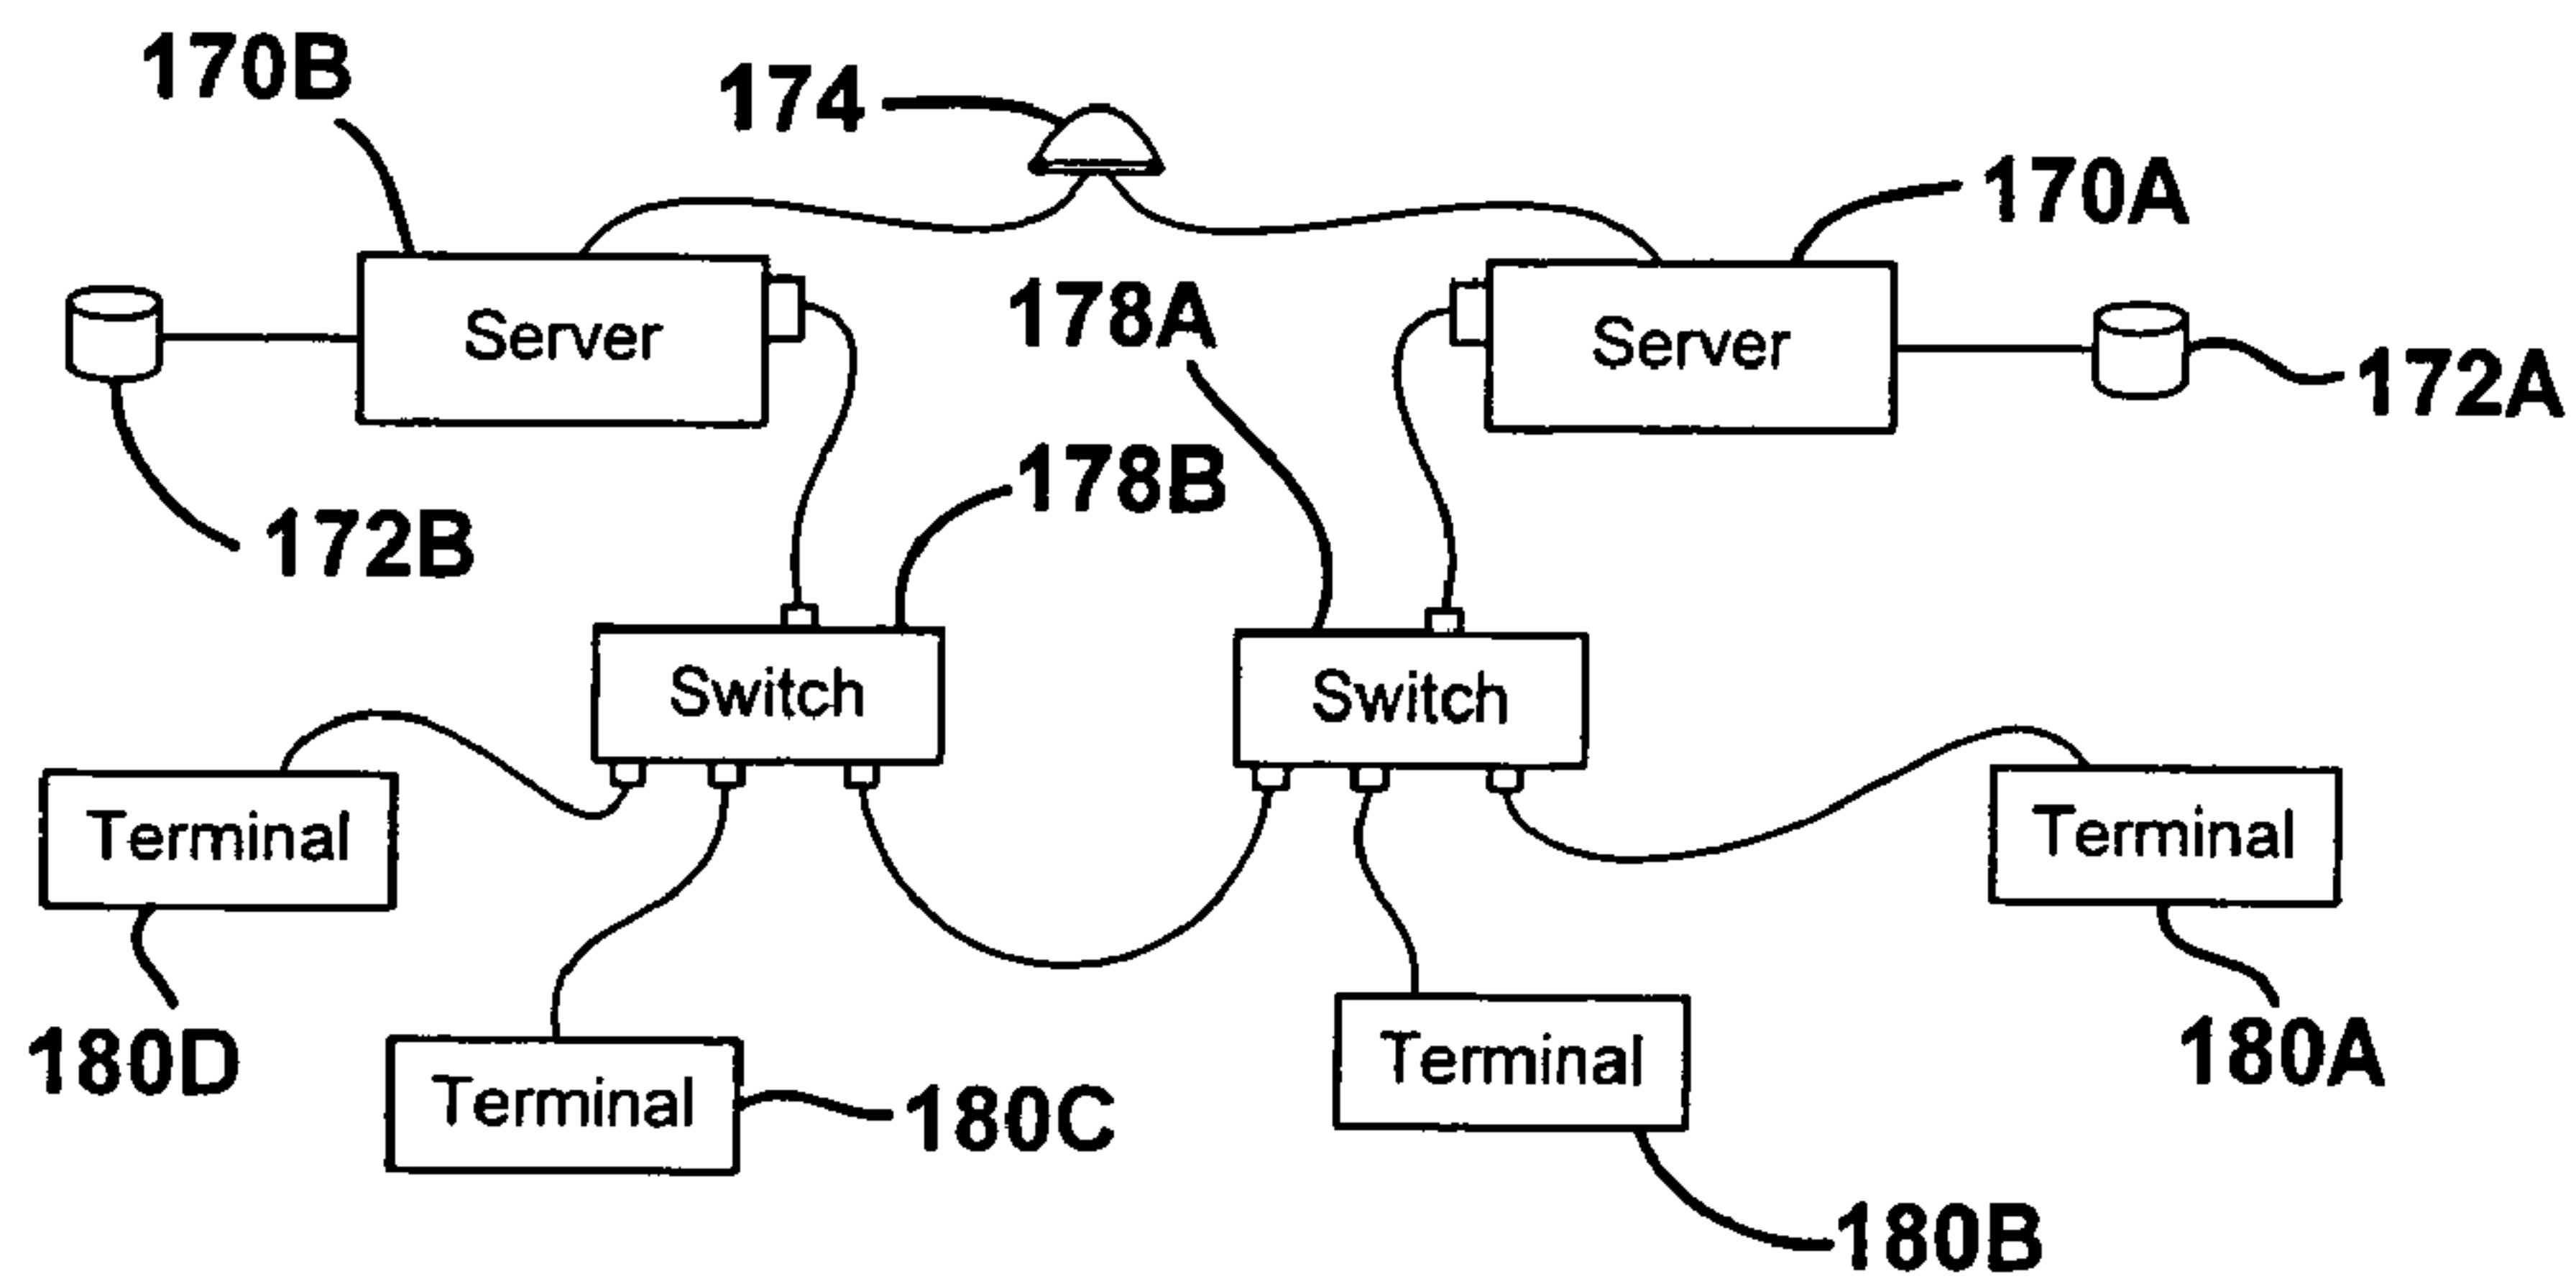 170B
174
170A
178A
Server
Server
172A
178B
172B
Switch
Switch
Terminal
Terminal
180D
180C
Terminal
Terminal
180A
180B